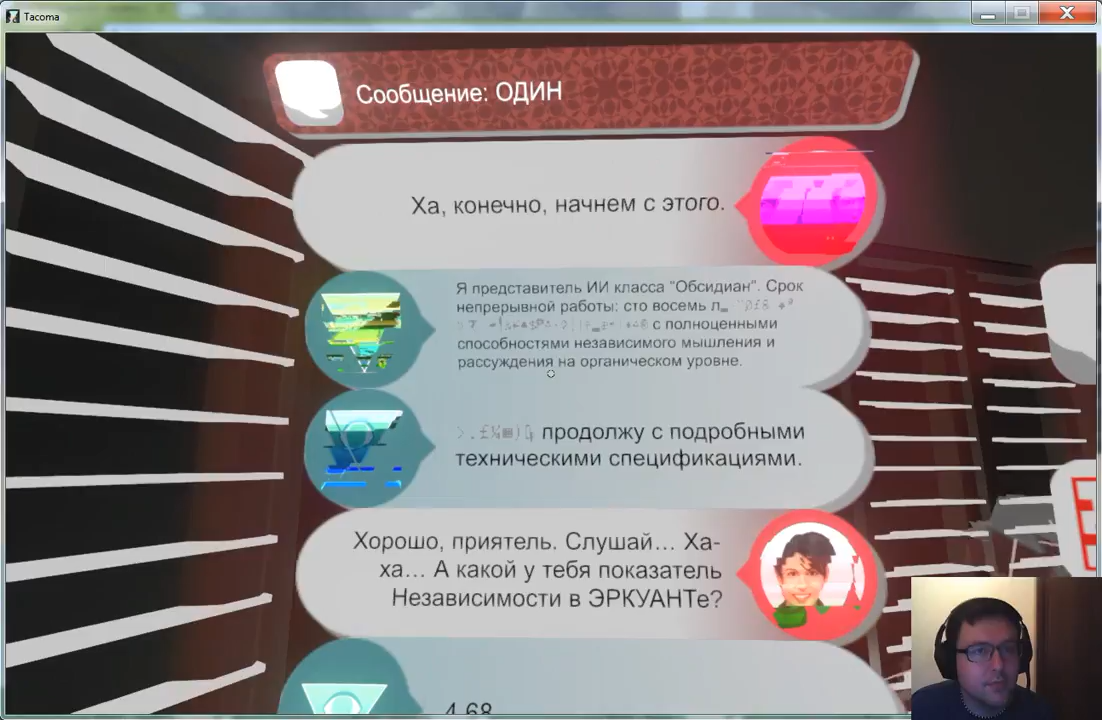 Tacoma
Сообщение: ОДИН
Ха, конечно, начнем с этого.
Я представитель ИИ класса "Обсидиан". Срок
непрерывной работы: сто восемь л
с полноценными
способностями независимого мышления и
рассуждения на органическом уровне.
продолжу с подробными
техническими спецификациями.
Хорошо, приятель. Слушай... Ха-
ха... А какой у тебя показатель
Независимости в ЭРКУАНТе?
4.68